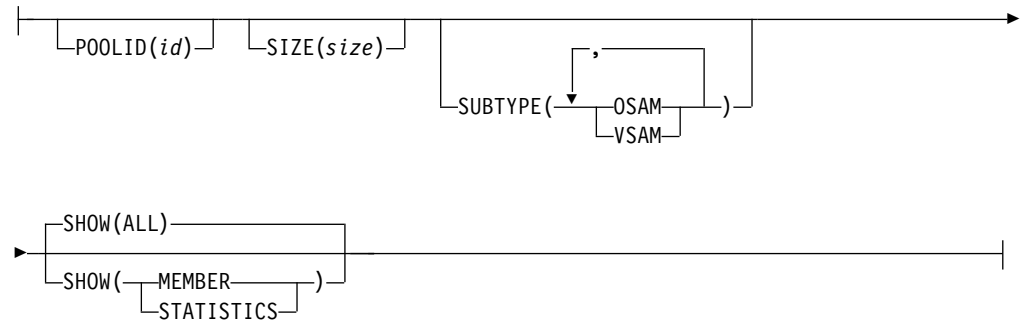 POOLID(id) SIZE(size) ,
SUBTYPE( OSAM )
VSAM
SHOW(ALL)
SHOW( MEMBER )
STATISTICS